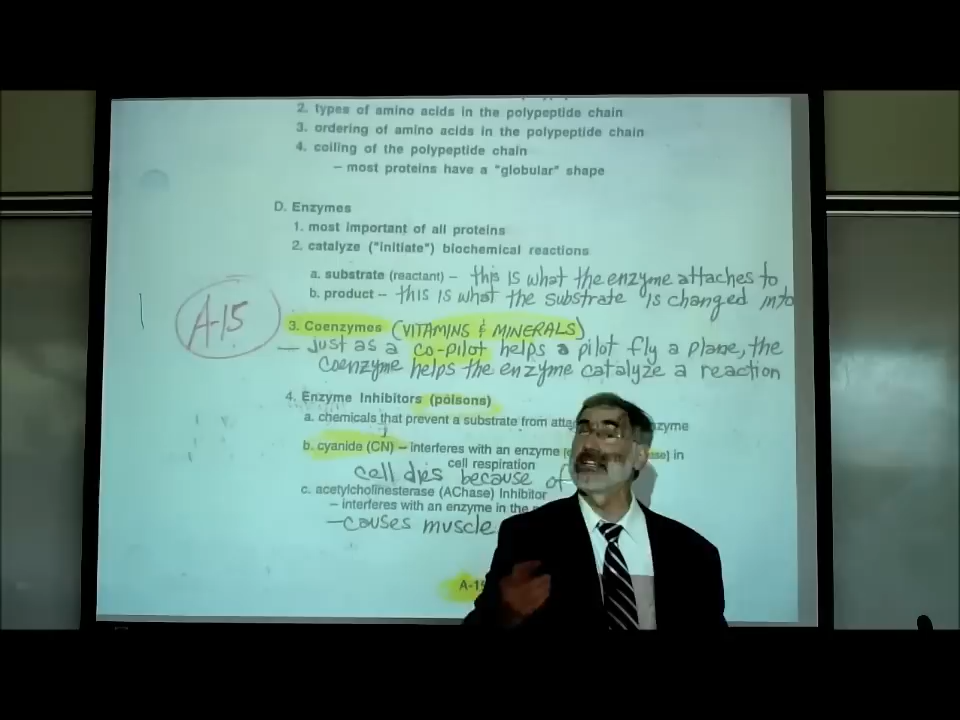 2. types of amino acids in the polypeptide chain
3. ordering of amino acids in the polypeptide chain
4. coiling of the polypeptide chain
– most proteins have a "globular" shape
D. Enzymes
1. most important of all proteins
2. catalyze ("initiate") biochemical reactions
a. substrate (reactant) – this is what the enzyme attaches to
b. product – this is what the substrate is changed into
A-15
3. Coenzymes (VITAMINS & MINERALS)
– just as a co-pilot helps a pilot fly a plane, the
coenzyme helps the enzyme catalyze a reaction
4. Enzyme Inhibitors (poisons)
a. chemicals that prevent a substrate from
b. cyanide (CN) – interferes with an enzyme in
cell respiration
cell dies because of
c. acetylcholinesterase (AChase) Inhibitor
– interferes with an enzyme in the
– causes muscle